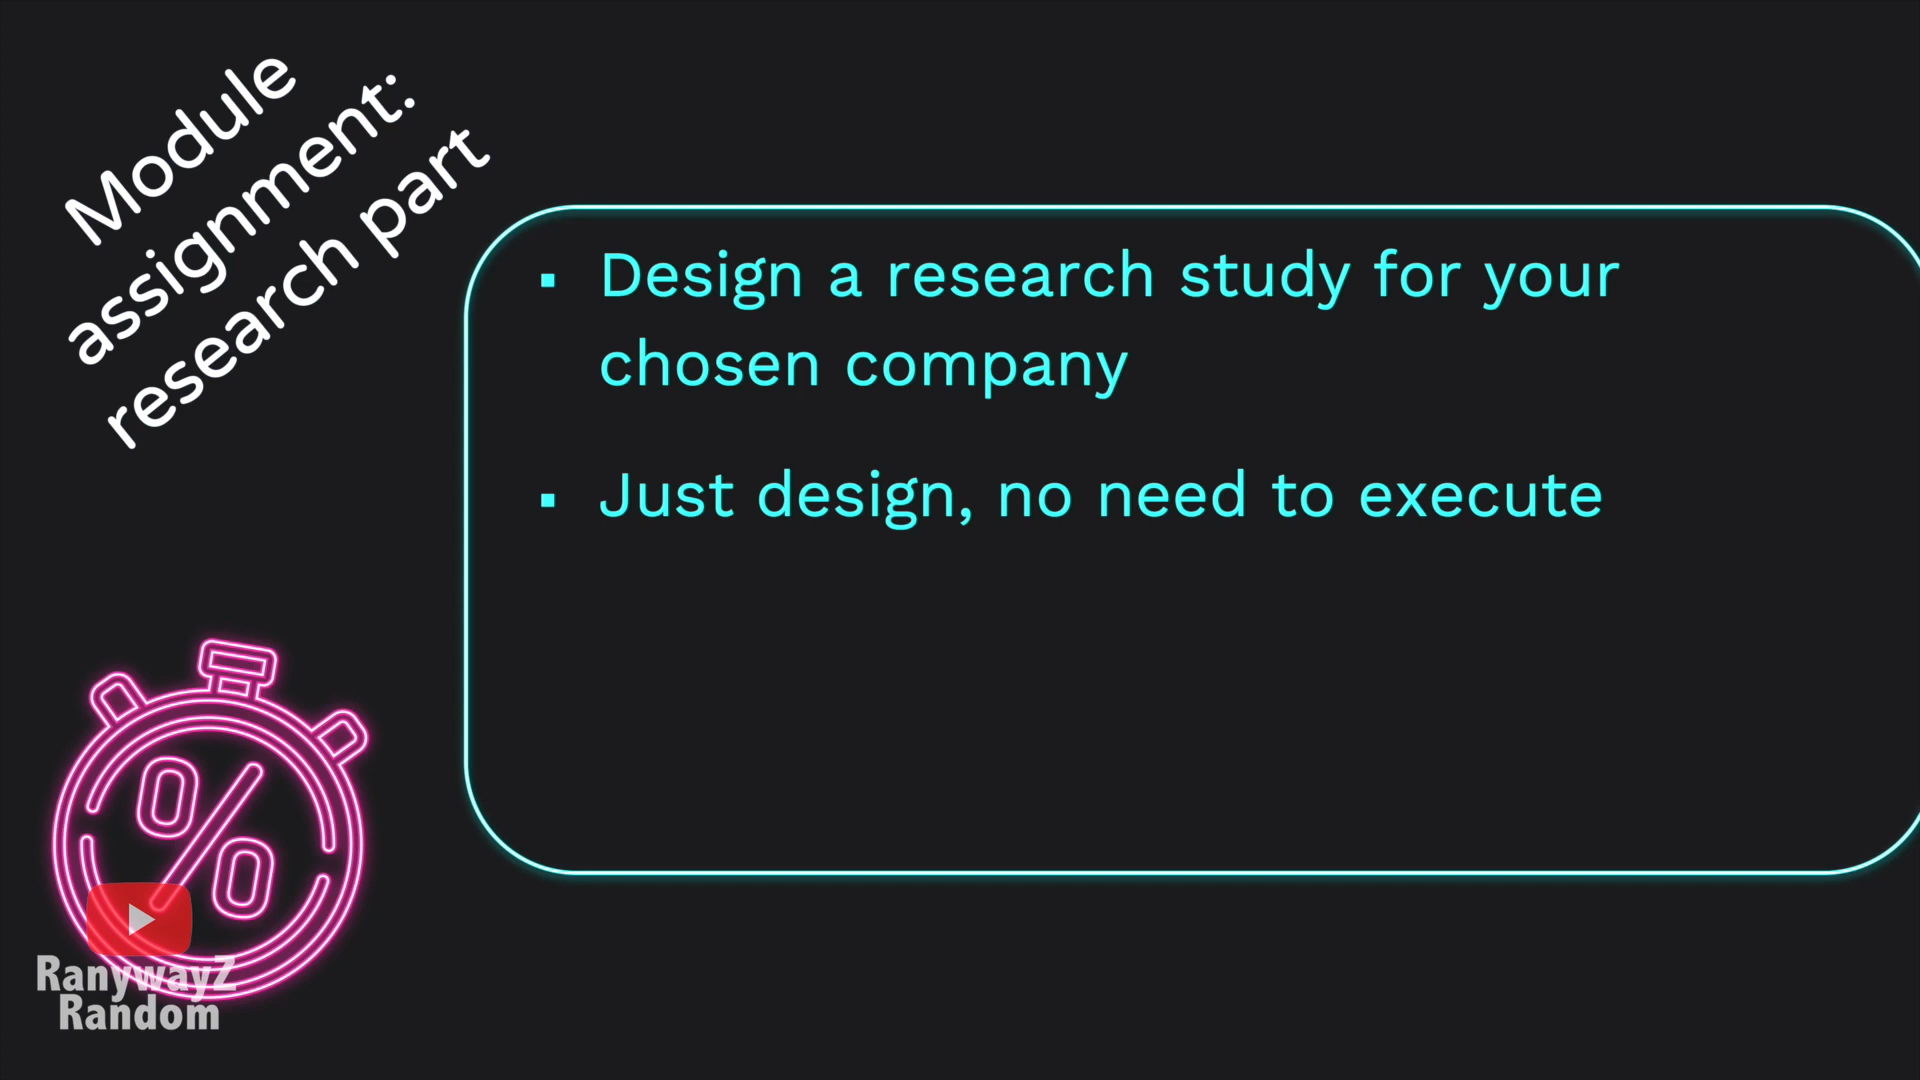 Module
assignment:
research part
▪ Design a research study for your
chosen company
▪ Just design, no need to execute
%
RanywayZ
Random